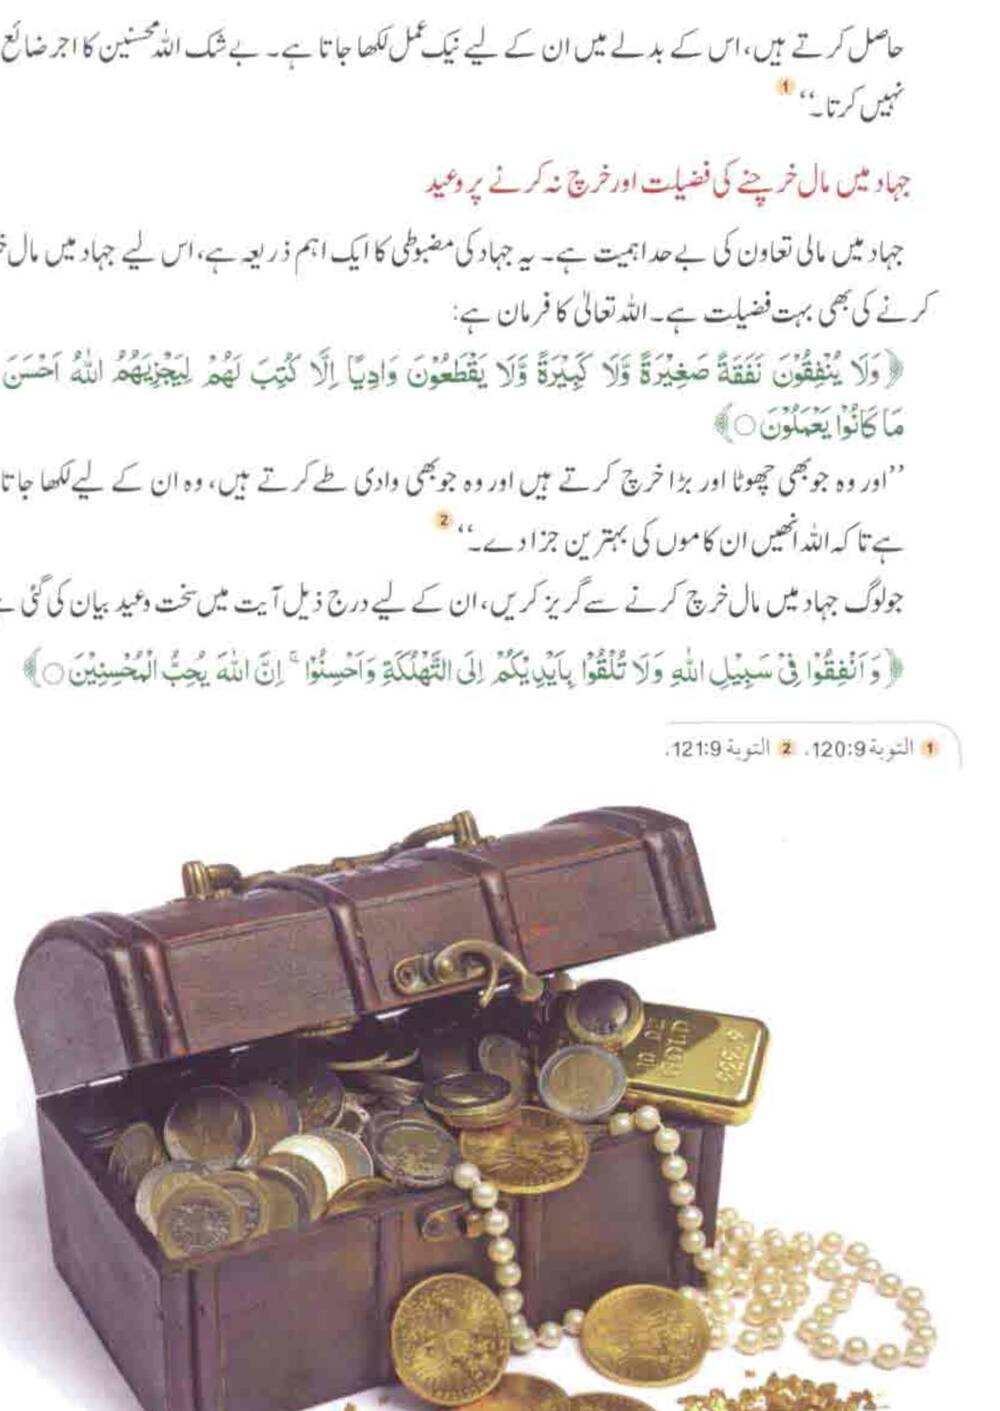 حاصل کرتے ہیں، اس کے بدلے میں ان کے لیے نیک عمل لکھا جاتا ہے۔ بے شک اللہ محسنین کا اجر ضائع
نہیں کرتا۔‘‘ 1
جہاد میں مال خرچنے کی فضیلت اور خرچ نہ کرنے پر وعید
جہاد میں مالی تعاون کی بے حد اہمیت ہے۔ یہ جہاد کی مضبوطی کا ایک اہم ذریعہ ہے، اس لیے جہاد میں مال
کرنے کی بھی بہت فضیلت ہے۔ اللہ تعالیٰ کا فرمان ہے:
﴿وَلَا يُنْفِقُوْنَ نَفَقَةً صَغِيْرَةً وَّلَا كَبِيْرَةً وَّلَا يَقْطَعُوْنَ وَادِيًا اِلَّا كُتِبَ لَهُمْ لِيَجْزِيَهُمُ اللّٰهُ اَحْسَنَ
مَا كَانُوْا يَعْمَلُوْنَ ○﴾
’’اور وہ جو بھی چھوٹا اور بڑا خرچ کرتے ہیں اور وہ جو بھی وادی طے کرتے ہیں، وہ ان کے لیے لکھا جاتا
ہے تا کہ اللہ انھیں ان کاموں کی بہترین جزا دے۔‘‘ 2
جو لوگ جہاد میں مال خرچ کرنے سے گریز کریں، ان کے لیے درج ذیل آیت میں سخت وعید بیان کی گئی
﴿وَاَنْفِقُوْا فِيْ سَبِيْلِ اللّٰهِ وَلَا تُلْقُوْا بِاَيْدِيْكُمْ اِلَى التَّهْلُكَةِ وَاَحْسِنُوْا ۚ اِنَّ اللّٰهَ يُحِبُّ الْمُحْسِنِيْنَ ○﴾
1 التوبة 120:9. 2 التوبة 121:9.
GOLD